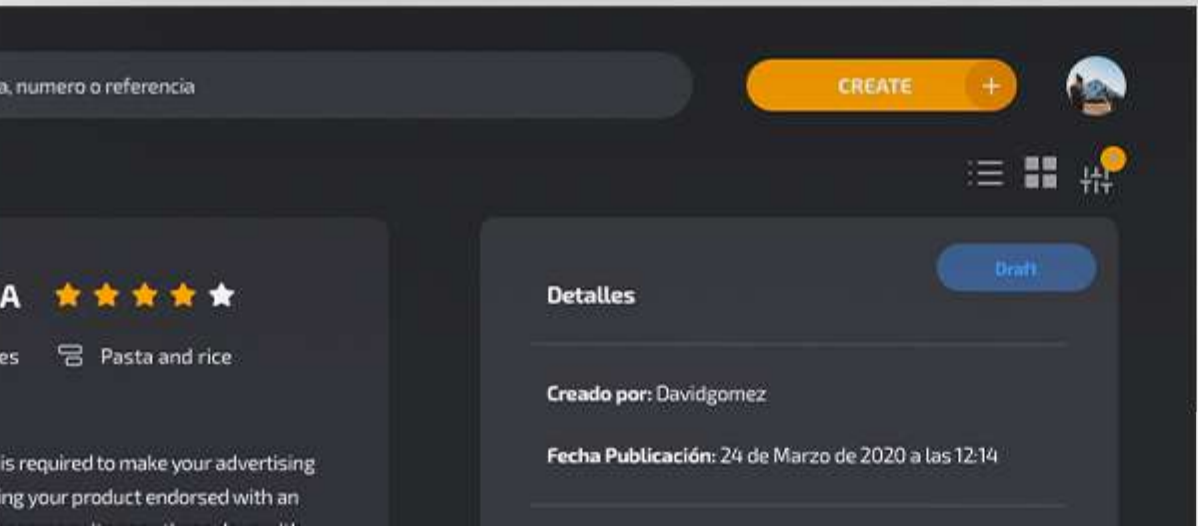 a, numero o referencia
CREATE +
Draft
A
Detalles
es Pasta and rice
Creado por: Davidgomez
is required to make your advertising
Fecha Publicación: 24 de Marzo de 2020 a las 12:14
ing your product endorsed with an